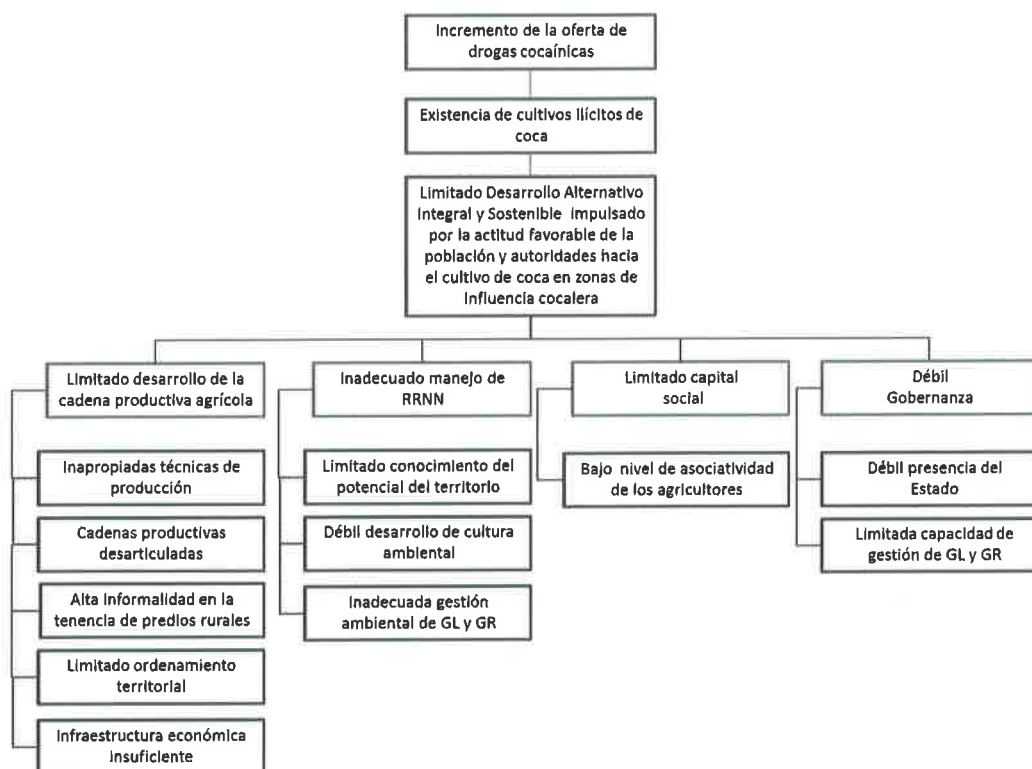 Incremento de la oferta de
drogas cocaínicas
Existencia de cultivos ilícitos de
coca
Limitado Desarrollo Alternativo
Integral y Sostenible impulsado
por la actitud favorable de la
población y autoridades hacia
el cultivo de coca en zonas de
influencia cocalera
Limitado desarrollo de la
cadena productiva agrícola
Inapropiadas técnicas de
producción
Cadenas productivas
desarticuladas
Alta informalidad en la
tenencia de predios rurales
Limitado ordenamiento
territorial
Infraestructura económica
insuficiente
Inadecuado manejo de
RRNN
Limitado conocimiento del
potencial del territorio
Débil desarrollo de cultura
ambiental
Inadecuada gestión
ambiental de GL y GR
Limitado capital
social
Bajo nivel de asociatividad
de los agricultores
Débil
Gobernanza
Débil presencia del
Estado
Limitada capacidad de
gestión de GL y GR